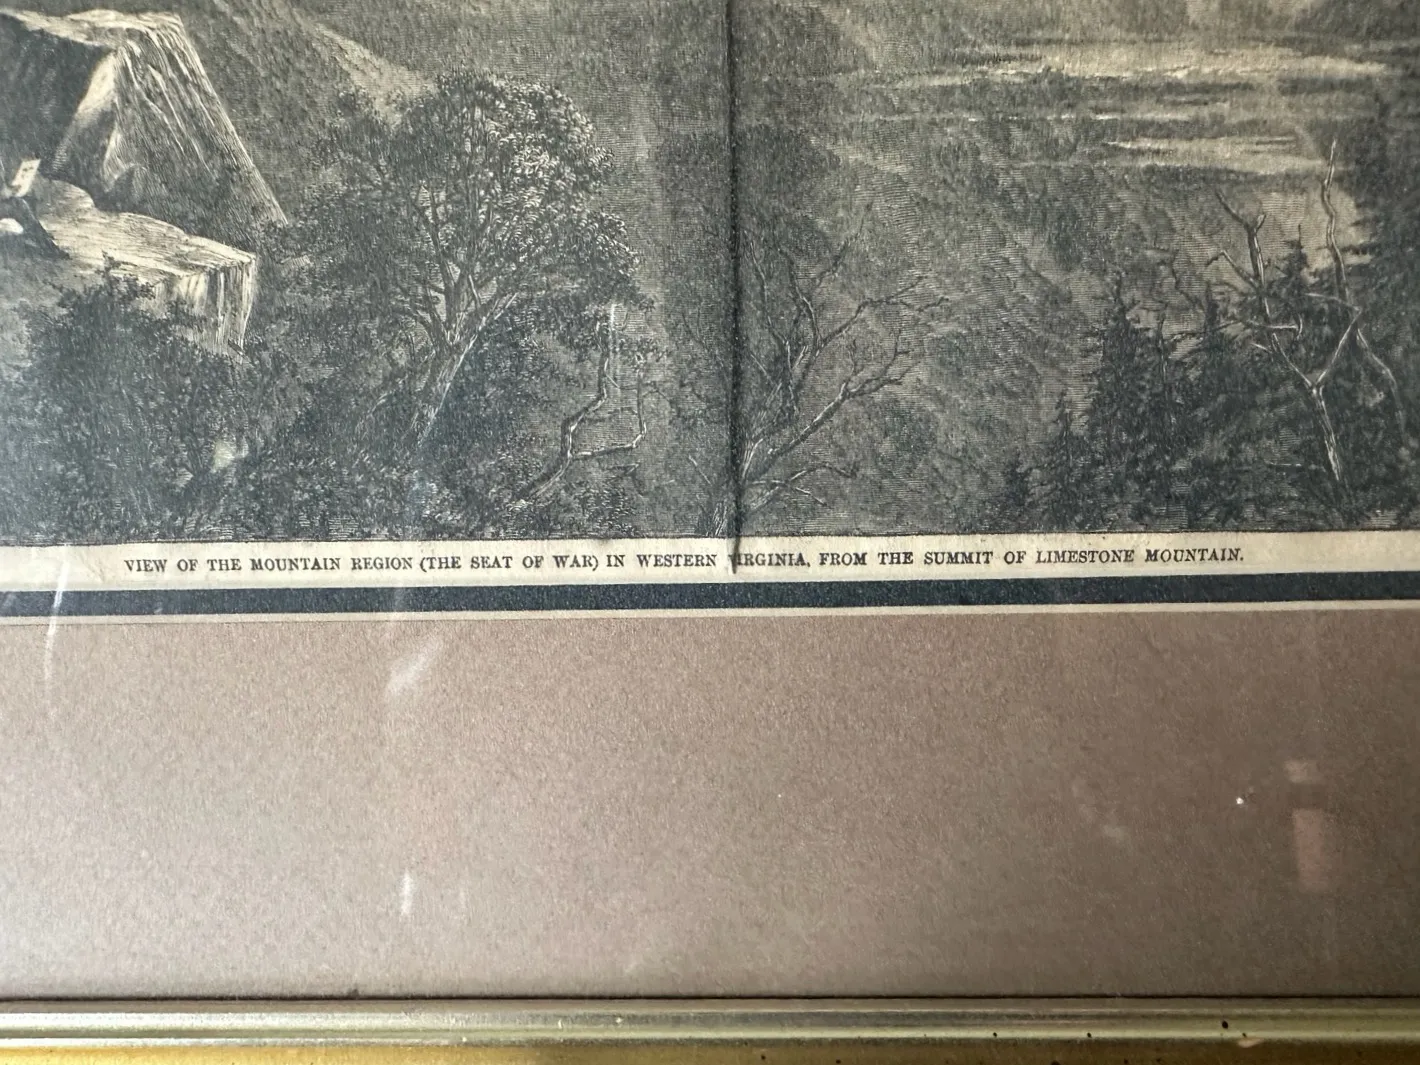 VIEW OF THE MOUNTAIN REGION (THE SEAT OF WAR) IN WESTERN VIRGINIA, FROM THE SUMMIT OF LIMESTONE MOUNTAIN.